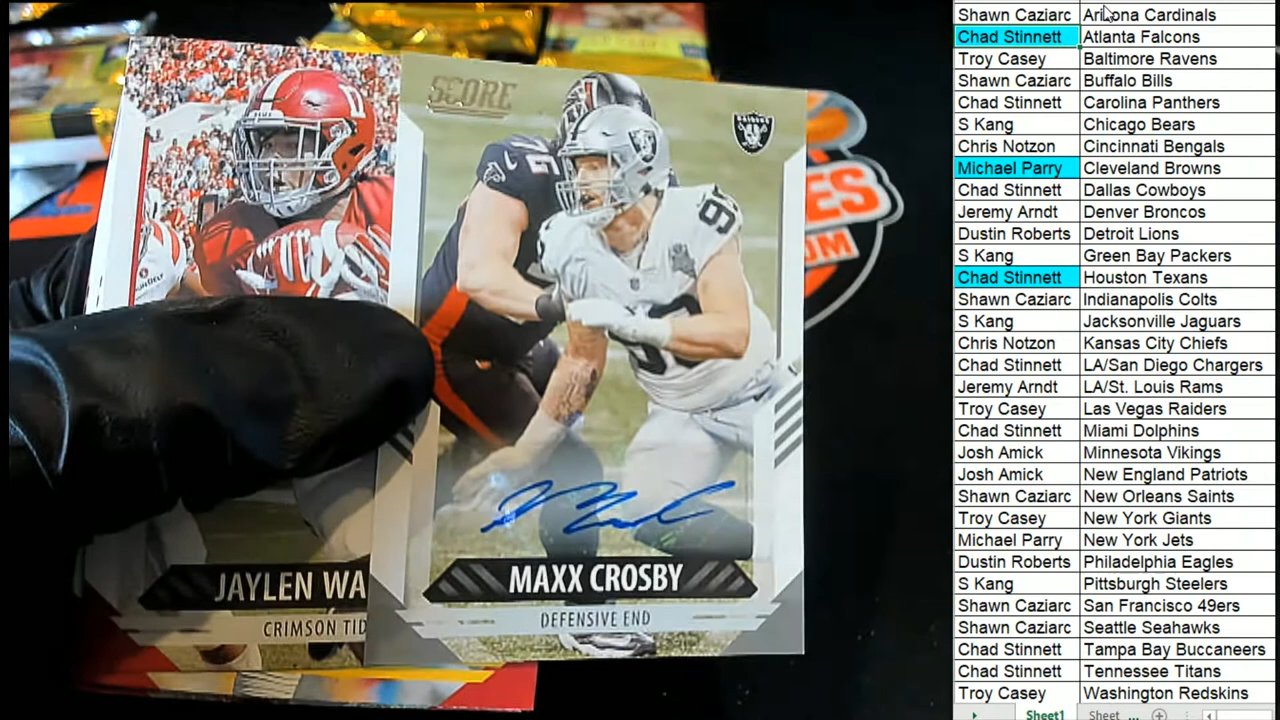 SCORE
RAIDERS
76
98
JAYLEN WA
CRIMSON TID
MAXX CROSBY
DEFENSIVE END
ES
OM
Shawn Caziarc Arizona Cardinals
Chad Stinnett Atlanta Falcons
Troy Casey Baltimore Ravens
Shawn Caziarc Buffalo Bills
Chad Stinnett Carolina Panthers
S Kang Chicago Bears
Chris Notzon Cincinnati Bengals
Michael Parry Cleveland Browns
Chad Stinnett Dallas Cowboys
Jeremy Arndt Denver Broncos
Dustin Roberts Detroit Lions
S Kang Green Bay Packers
Chad Stinnett Houston Texans
Shawn Caziarc Indianapolis Colts
S Kang Jacksonville Jaguars
Chris Notzon Kansas City Chiefs
Chad Stinnett LA/San Diego Chargers
Jeremy Arndt LA/St. Louis Rams
Troy Casey Las Vegas Raiders
Chad Stinnett Miami Dolphins
Josh Amick Minnesota Vikings
Josh Amick New England Patriots
Shawn Caziarc New Orleans Saints
Troy Casey New York Giants
Michael Parry New York Jets
Dustin Roberts Philadelphia Eagles
S Kang Pittsburgh Steelers
Shawn Caziarc San Francisco 49ers
Shawn Caziarc Seattle Seahawks
Chad Stinnett Tampa Bay Buccaneers
Chad Stinnett Tennessee Titans
Troy Casey Washington Redskins
Sheet1 Sheet ...